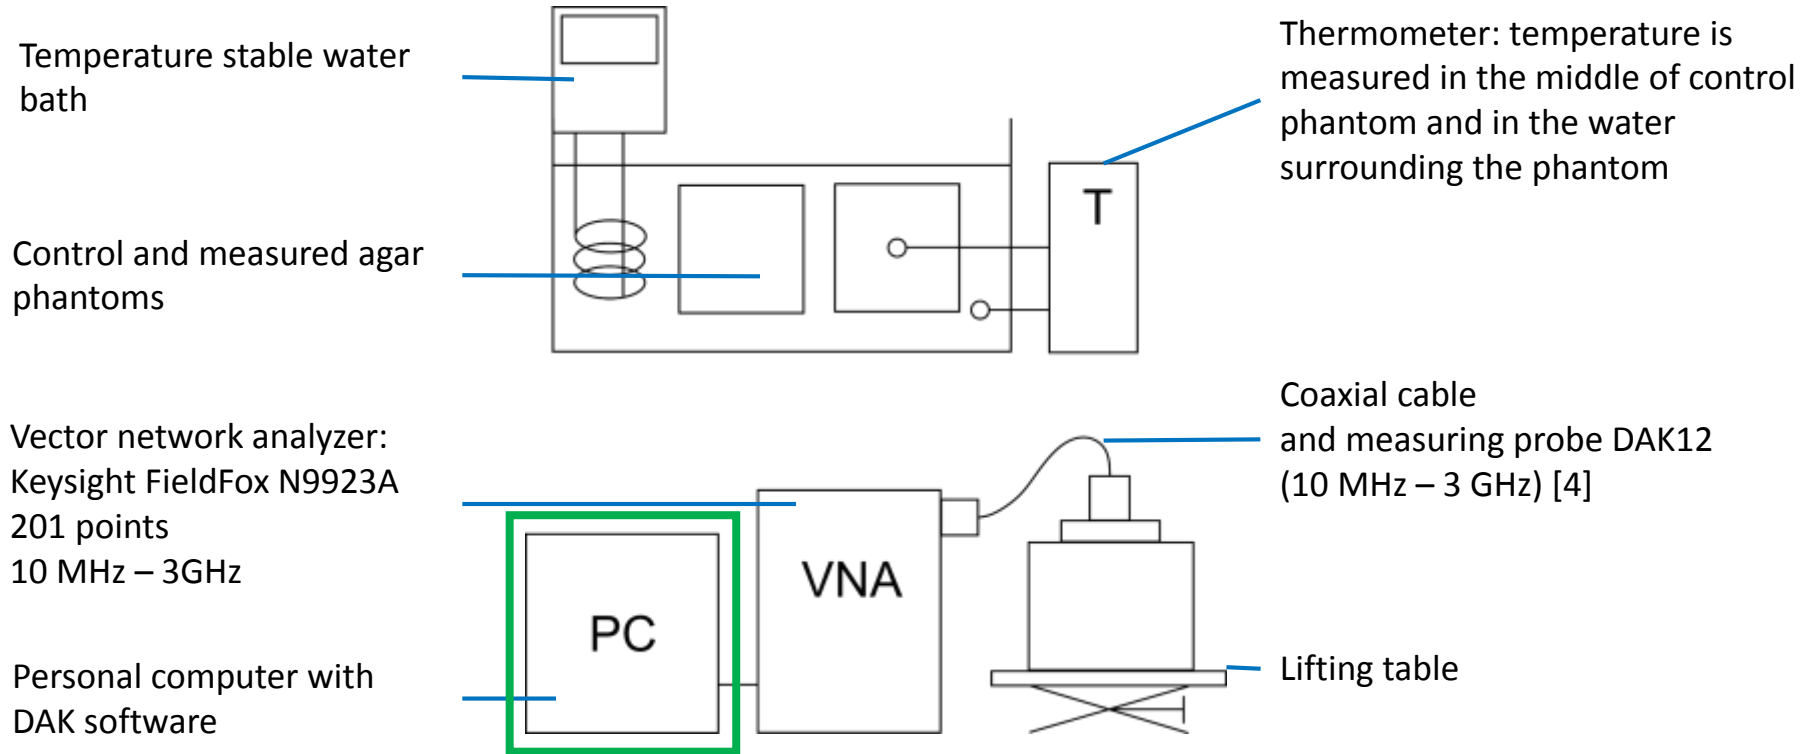 Temperature stable water
bath
Thermometer: temperature is
measured in the middle of control
phantom and in the water
surrounding the phantom
T
Control and measured agar
phantoms
Vector network analyzer:
Keysight FieldFox N9923A
201 points
10 MHz – 3GHz
Coaxial cable
and measuring probe DAK12
(10 MHz – 3 GHz) [4]
VNA
PC
Personal computer with
DAK software
Lifting table